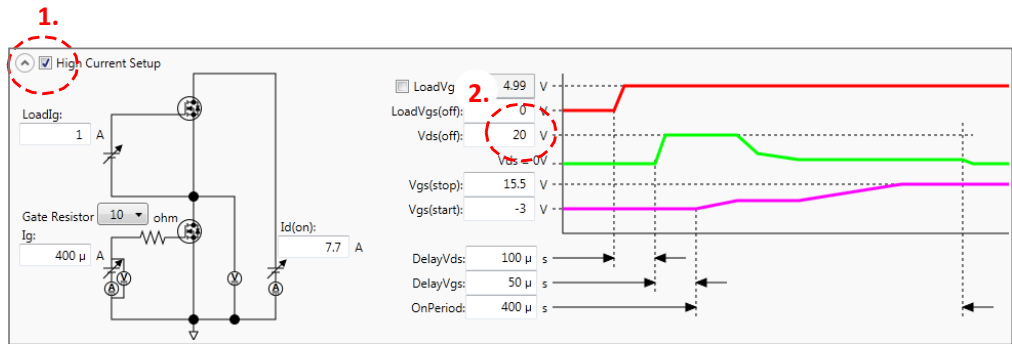 1.
High Current Setup
LoadIg:
1 A
Gate Resistor 10 ohm
Ig:
400 µ A
A V
V
A
Id(on):
7.7 A
2.
LoadVg 4.99 V
LoadVgs(off): 0 V
Vds(off): 20 V
Vds = 0V
Vgs(stop): 15.5 V
Vgs(start): -3 V
DelayVds: 100 µ s
DelayVgs: 50 µ s
OnPeriod: 400 µ s